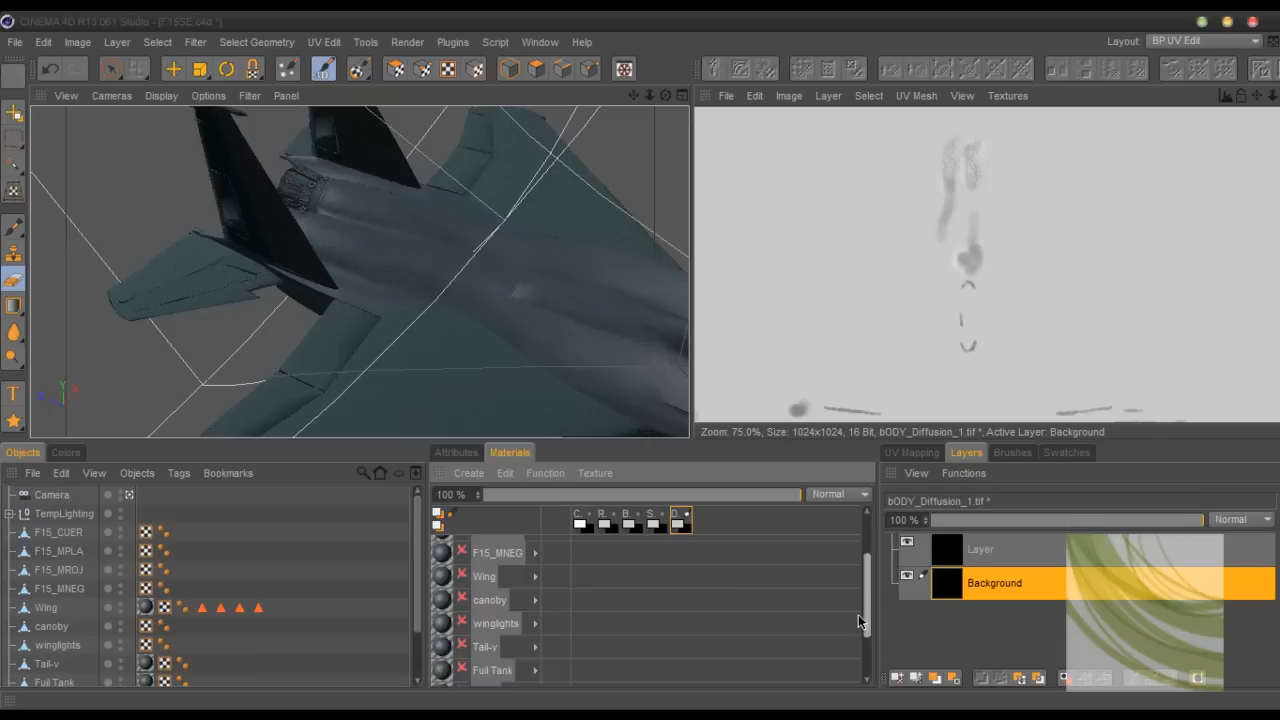 CINEMA 4D R13.061 Studio - [F15SE.c4d *]
File Edit Image Layer Select Filter Select Geometry UV Edit Tools Render Plugins Script Window Help Layout: BP UV Edit
View Cameras Display Options Filter Panel
File Edit Image Layer Select UV Mesh View Textures
Zoom: 75.0%, Size: 1024x1024, 16 Bit, bODY_Diffusion_1.tif *, Active Layer: Background
Objects Colors
File Edit View Objects Tags Bookmarks
Camera
TempLighting
F15_CUER
F15_MPLA
F15_MROJ
F15_MNEG
Wing
canoby
winglights
Tail-v
Full Tank
Attributes Materials
Create Edit Function Texture
100 % Normal
C. R. B. S. D.
F15_MNEG
Wing
canoby
winglights
Tail-v
Full Tank
UV Mapping Layers Brushes Swatches
View Functions
bODY_Diffusion_1.tif *
100 % Normal
Layer
Background